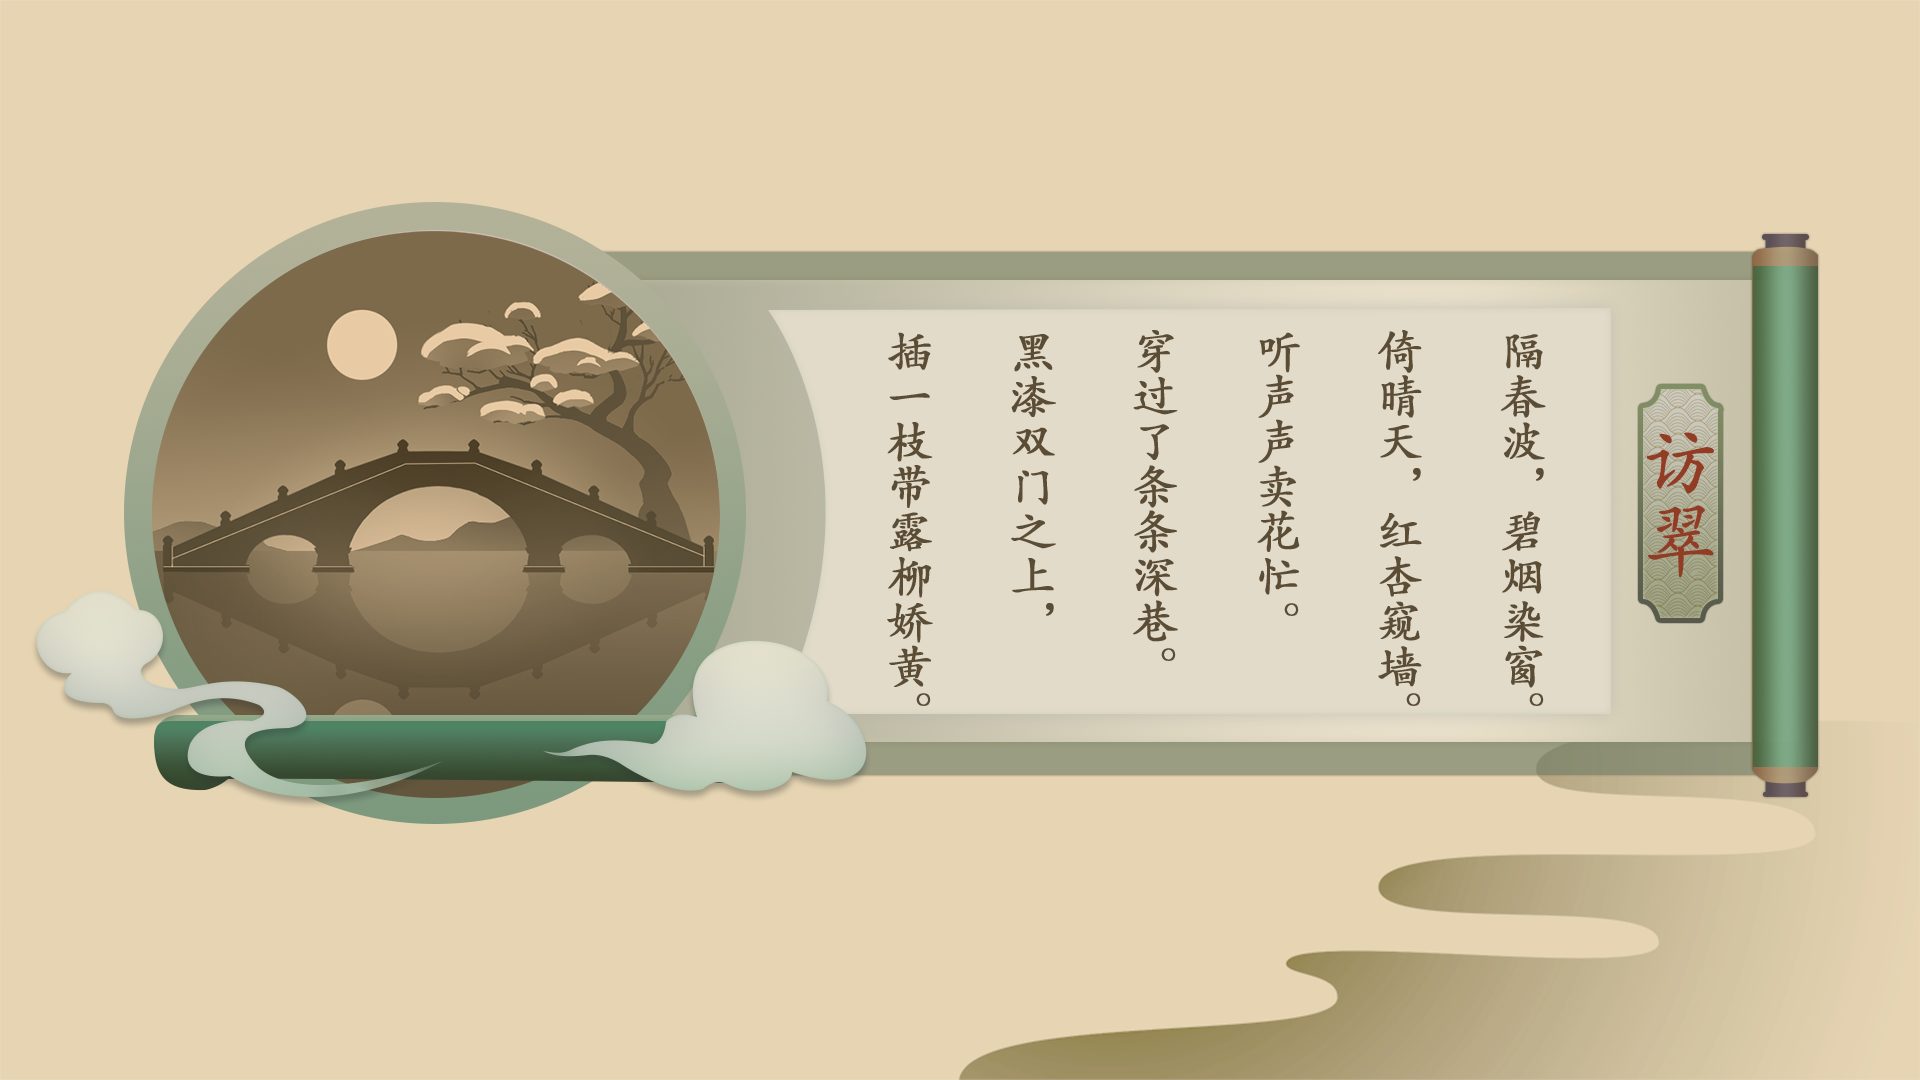 访翠
隔春波，碧烟染窗。
倚晴天，红杏窥墙。
听声声卖花忙。
穿过了条条深巷。
黑漆双门之上，
插一枝带露柳娇黄。